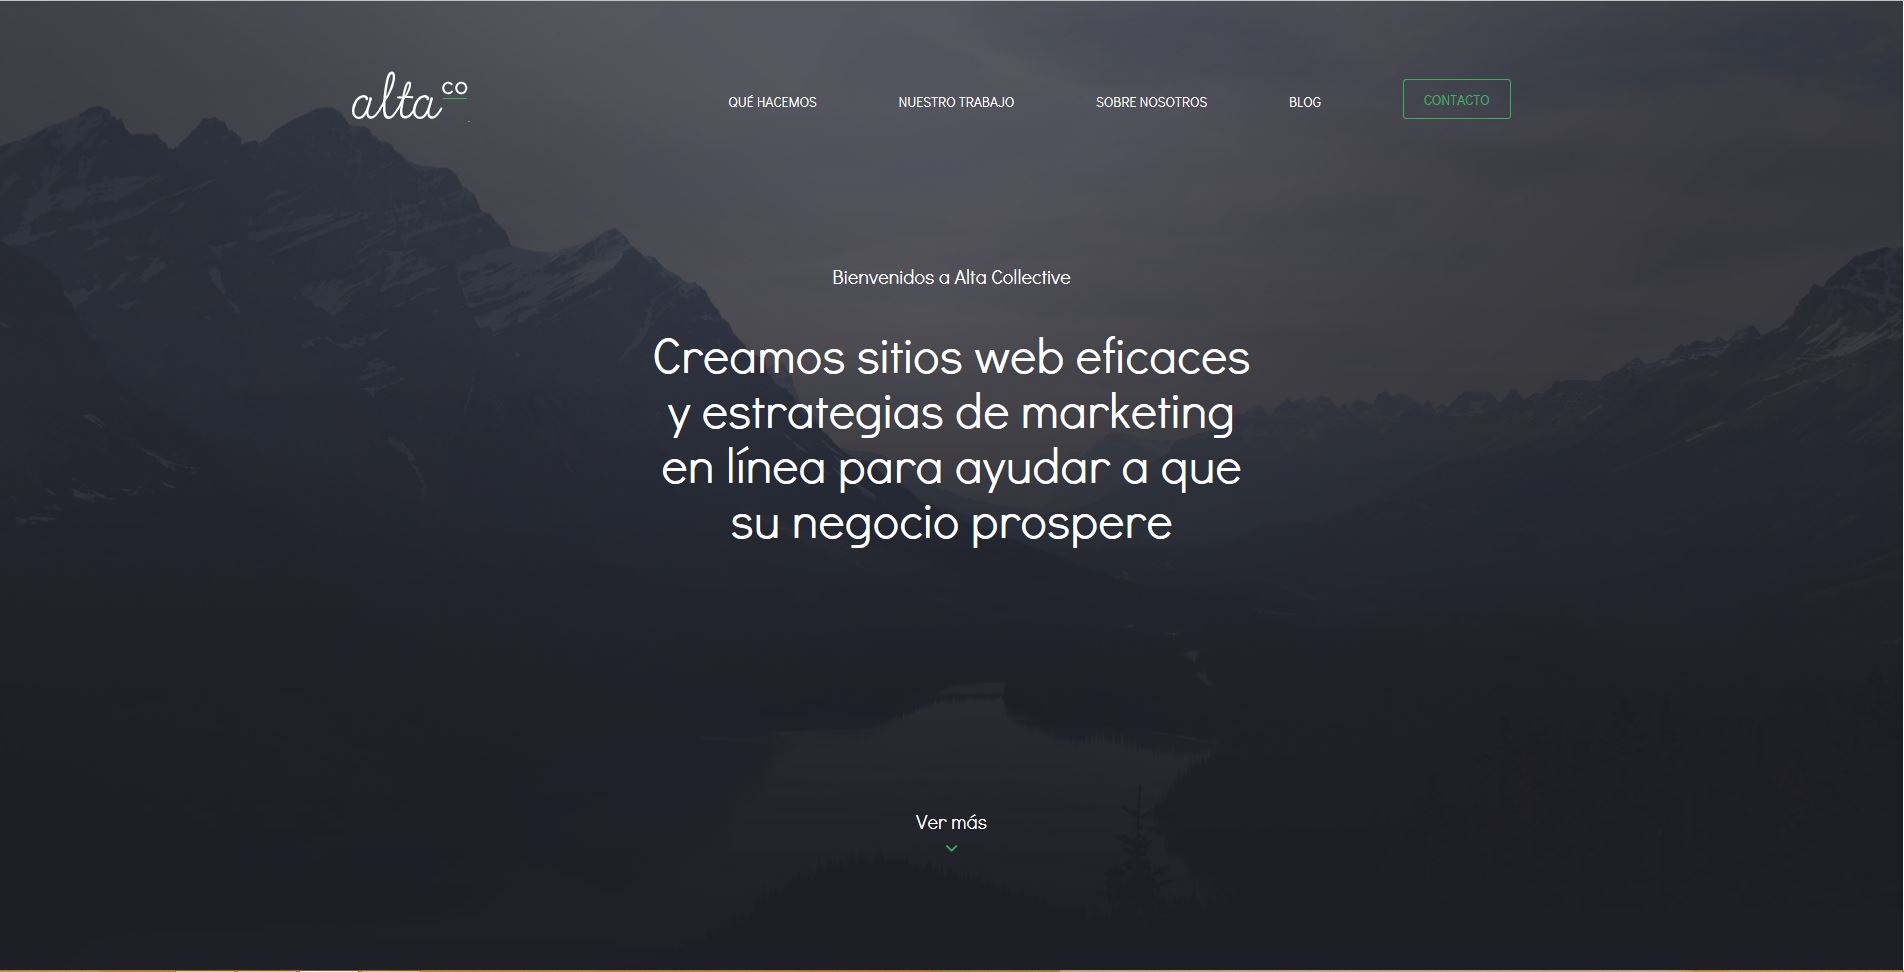 alta co
QUÉ HACEMOS
NUESTRO TRABAJO
SOBRE NOSOTROS
BLOG
CONTACTO
Bienvenidos a Alta Collective
Creamos sitios web eficaces
y estrategias de marketing
en línea para ayudar a que
su negocio prospere
Ver más